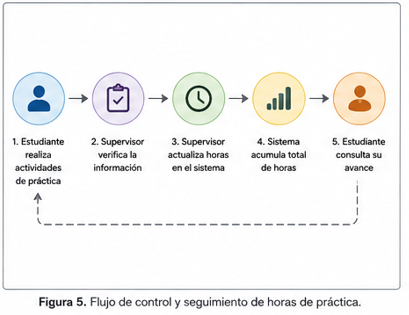 1. Estudiante
realiza
actividades
de práctica
2. Supervisor
verifica la
información
3. Supervisor
actualiza horas
en el sistema
4. Sistema
acumula total
de horas
5. Estudiante
consulta su
avance
Figura 5. Flujo de control y seguimiento de horas de práctica.